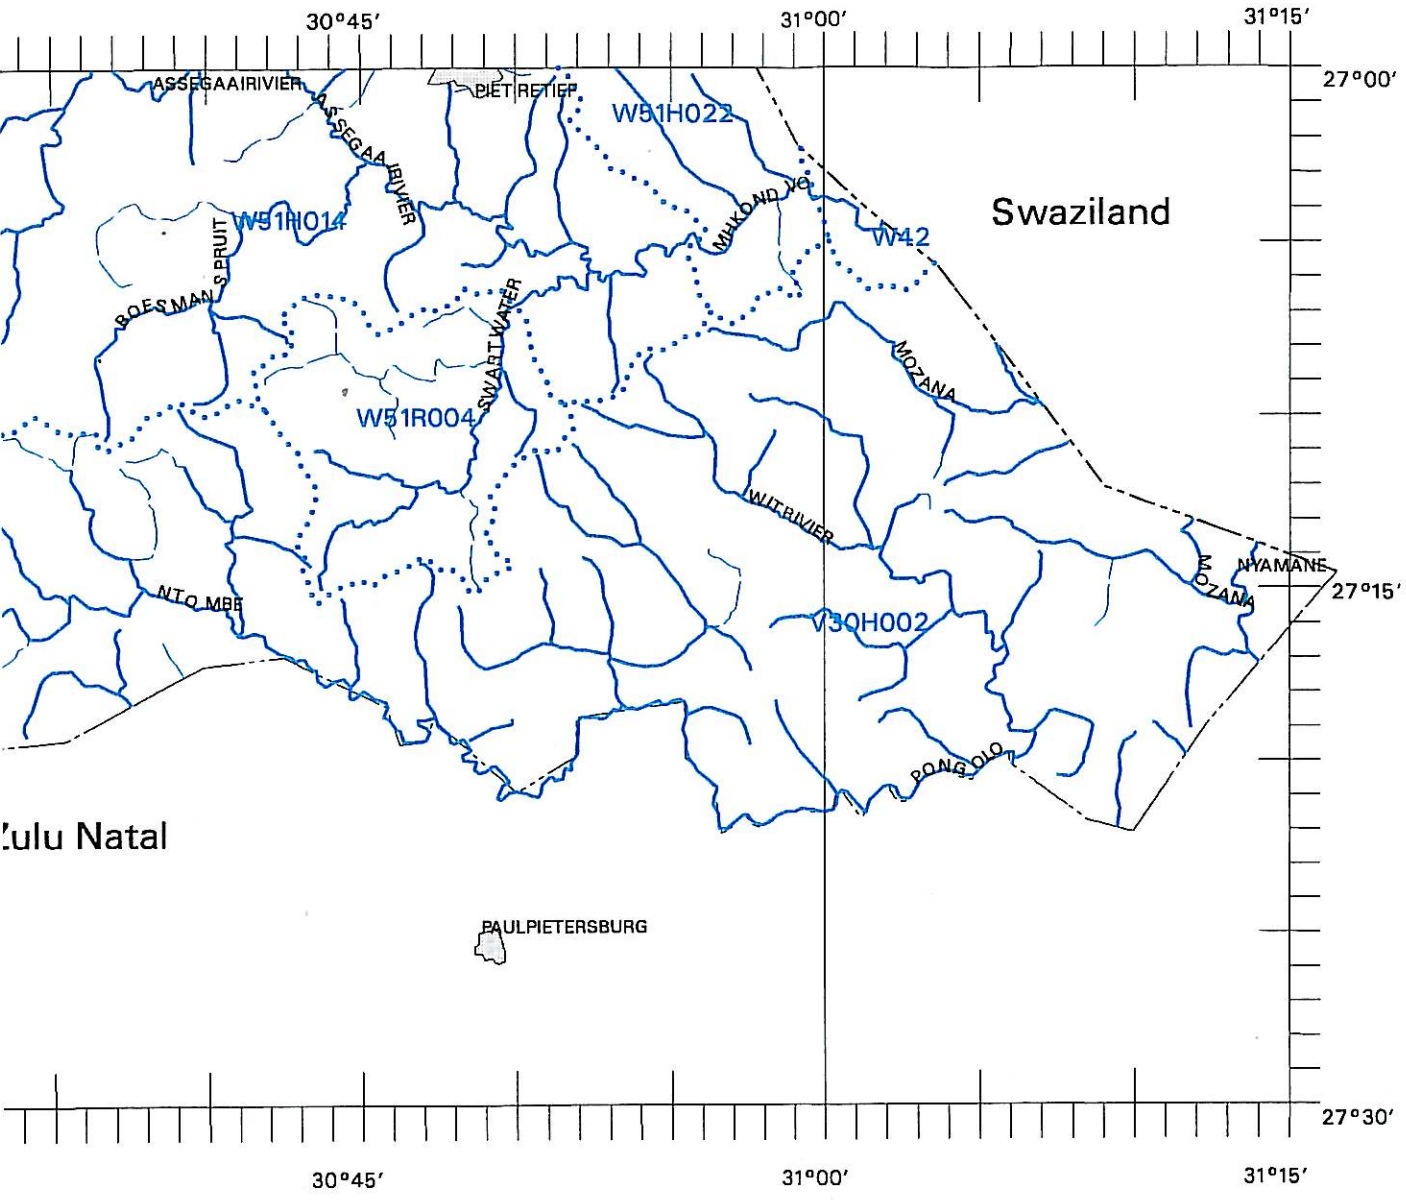 30°45′
31°00′
31°15′
27°00′
ASSEGAAIRIVIER
PIET RETIEF
ASSEGAAIRIVIER
W51H022
MHKONDVO
Swaziland
W51H014
W42
BOESMANSPRUIT
SWARTWATER
MOZANA
W51R004
WITRIVIER
NYAMANE
MOZANA
27°15′
NTOMBE
V30H002
PONGOLO
Zulu Natal
PAULPIETERSBURG
27°30′
30°45′
31°00′
31°15′